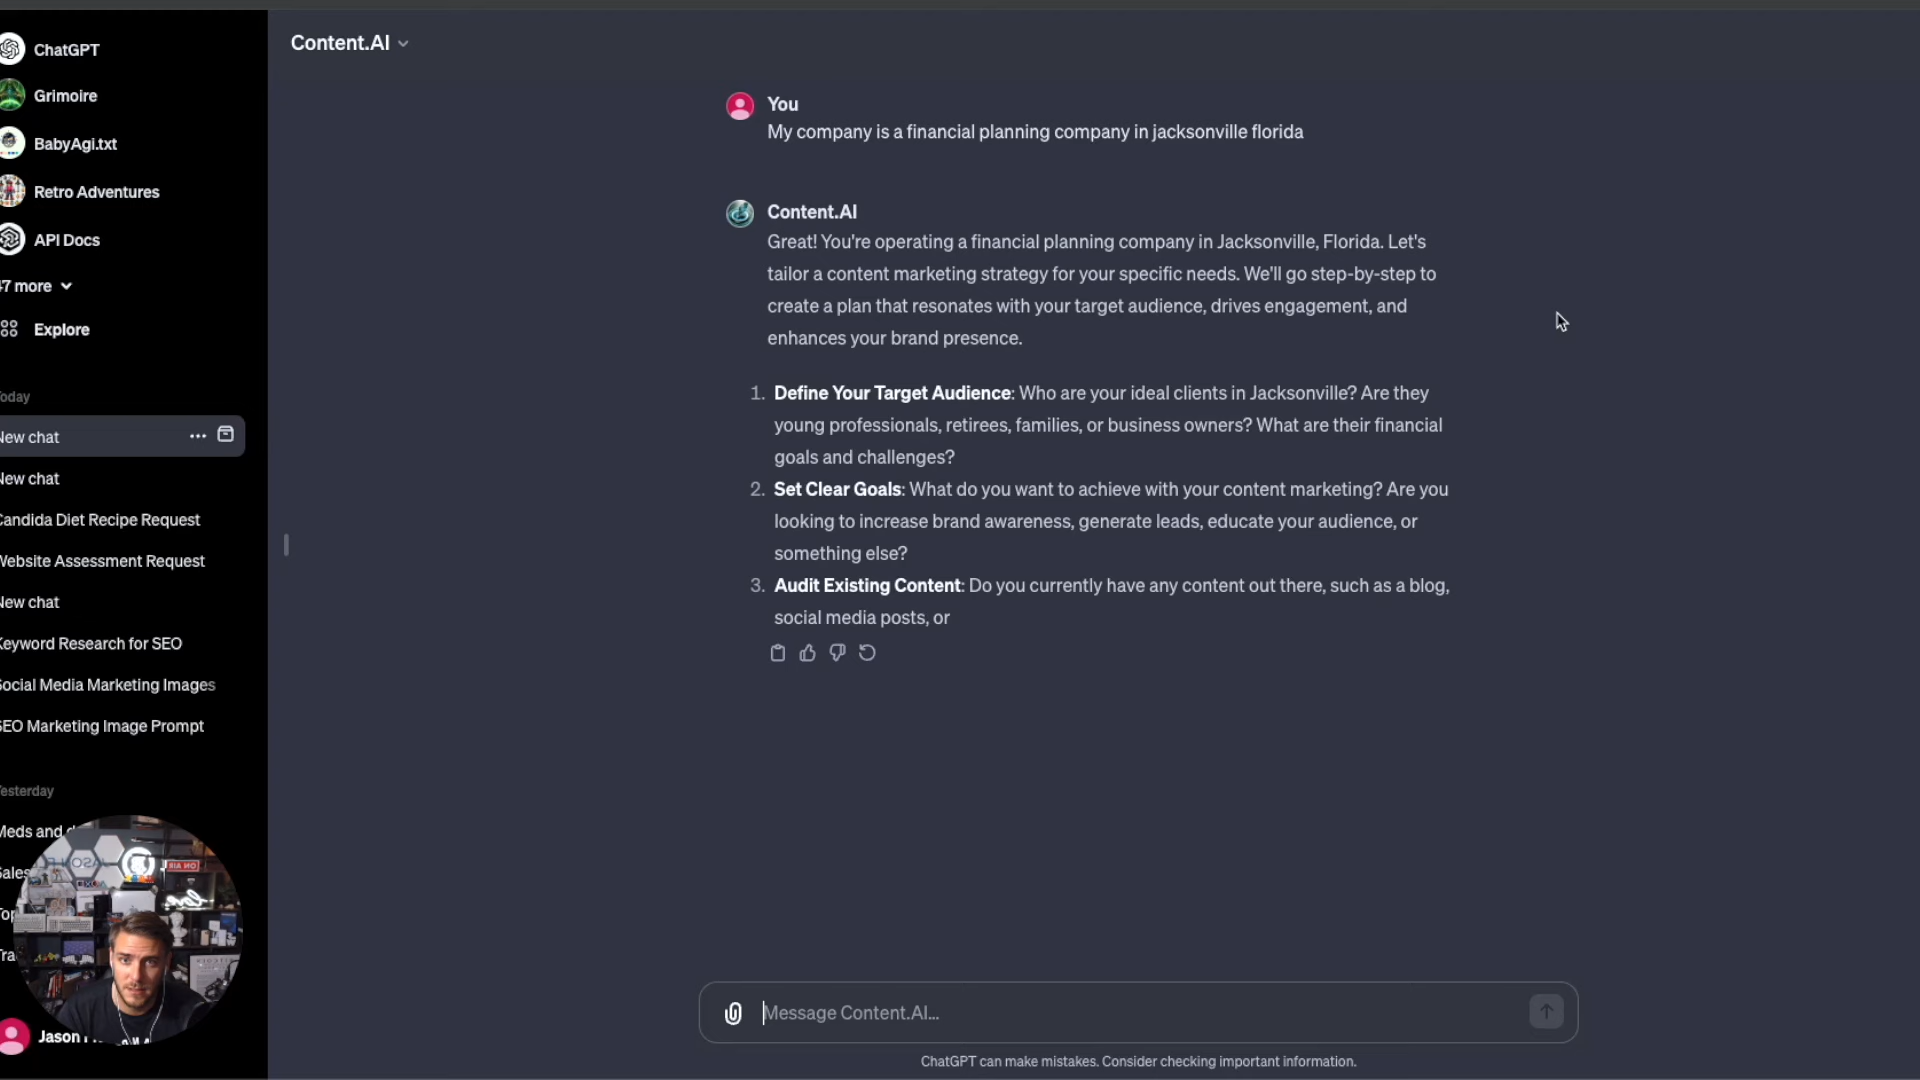 ChatGPT
Grimoire
BabyAgi.txt
Retro Adventures
API Docs
47 more
Explore
Today
New chat
New chat
Candida Diet Recipe Request
Website Assessment Request
New chat
Keyword Research for SEO
Social Media Marketing Images
SEO Marketing Image Prompt
Yesterday
Meds and
Sales
ON AIR
love
Jason
Content.AI
You
My company is a financial planning company in jacksonville florida
Content.AI
Great! You're operating a financial planning company in Jacksonville, Florida. Let's
tailor a content marketing strategy for your specific needs. We'll go step-by-step to
create a plan that resonates with your target audience, drives engagement, and
enhances your brand presence.
1. Define Your Target Audience: Who are your ideal clients in Jacksonville? Are they
young professionals, retirees, families, or business owners? What are their financial
goals and challenges?
2. Set Clear Goals: What do you want to achieve with your content marketing? Are you
looking to increase brand awareness, generate leads, educate your audience, or
something else?
3. Audit Existing Content: Do you currently have any content out there, such as a blog,
social media posts, or
Message Content.AI...
ChatGPT can make mistakes. Consider checking important information.